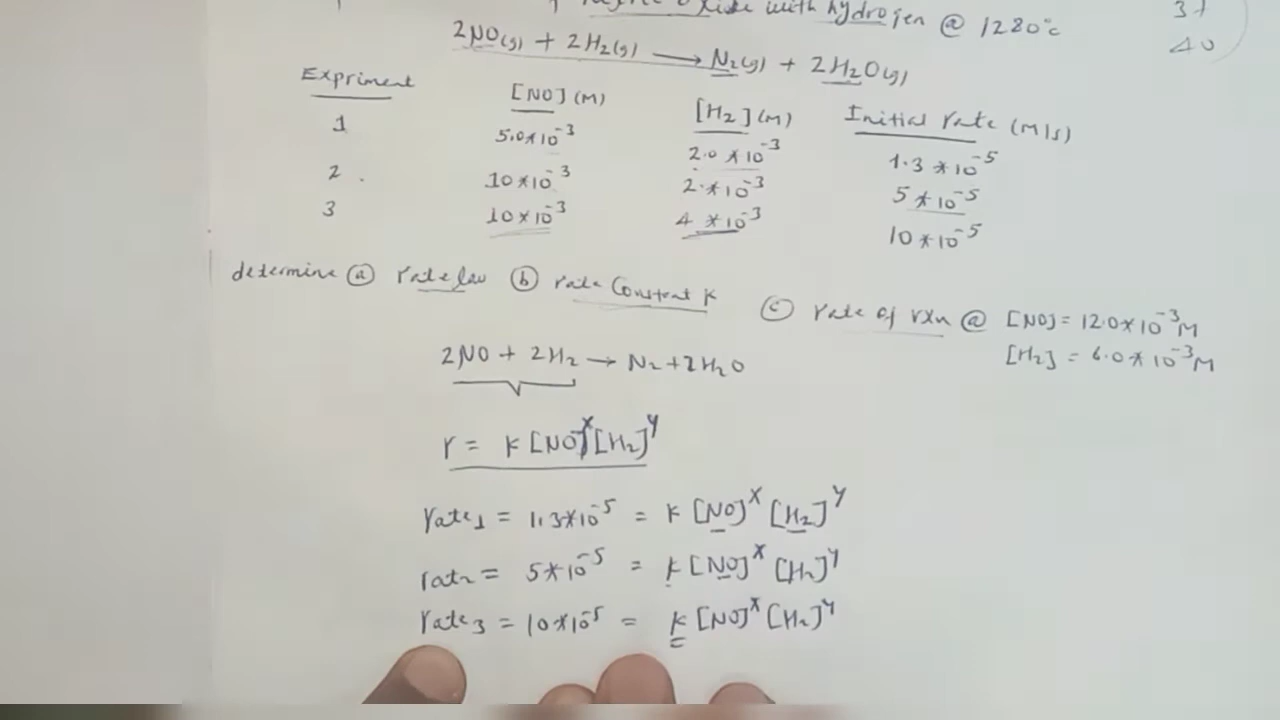 with hydrogen @ 1280°c
37
40
2NO(g) + 2H₂(g) ⟶ N₂(g) + 2H₂O(g)
Expriment [NO] (M) [H₂] (M) Initial rate (M/s)
1 5.0*10⁻³ 2.0 *10⁻³ 1.3 *10⁻⁵
2 10*10⁻³ 2.*10⁻³ 5*10⁻⁵
3 10*10⁻³ 4 *10⁻³ 10*10⁻⁵
determine ⓐ rate law ⓑ rate Constant K ⓒ rate of rxn @ [NO] = 12.0*10⁻³M
[H₂] = 6.0*10⁻³M
2NO + 2H₂ → N₂ + 2H₂O
r = k [NO]ˣ[H₂]ʸ
rate₁ = 1.3*10⁻⁵ = k [NO]ˣ [H₂]ʸ
rat₂ = 5*10⁻⁵ = k [NO]ˣ [H₂]ʸ
rate₃ = 10*10⁻⁵ = k [NO]ˣ [H₂]ʸ